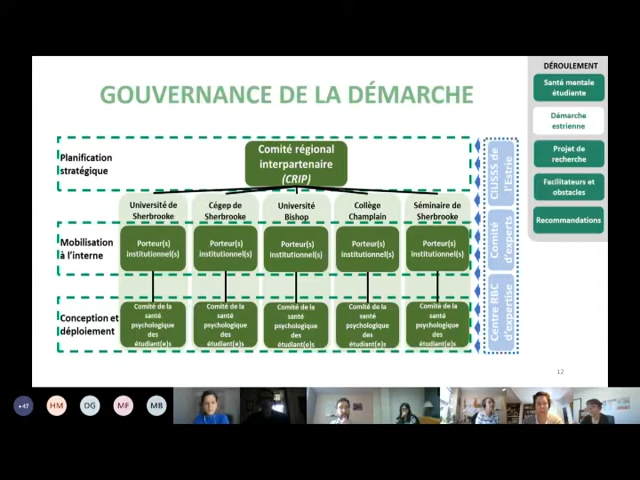 DÉROULEMENT
Santé mentale
étudiante
Démarche
estrienne
Projet de
recherche
Facilitateurs et
obstacles
Recommandations
GOUVERNANCE DE LA DÉMARCHE
Planification
stratégique
Comité régional
interpartenaire
(CRIP)
Université de
Sherbrooke
Cégep de
Sherbrooke
Université
Bishop
Collège
Champlain
Séminaire de
Sherbrooke
Mobilisation
à l'interne
Porteur(s)
institutionnel(s)
Porteur(s)
institutionnel(s)
Porteur(s)
institutionnel(s)
Porteur(s)
institutionnel(s)
Porteur(s)
institutionnel(s)
Conception et
déploiement
Comité de la
santé
psychologique
des
étudiant(e)s
Comité de la
santé
psychologique
des
étudiant(e)s
Comité de la
santé
psychologique
des
étudiant(e)s
Comité de la
santé
psychologique
des
étudiant(e)s
Comité de la
santé
psychologique
des
étudiant(e)s
CIUSSS de
l'Estrie
Comité
d'experts
Centre RBC
d'expertise
12
+47
HM
DG
MF
MB